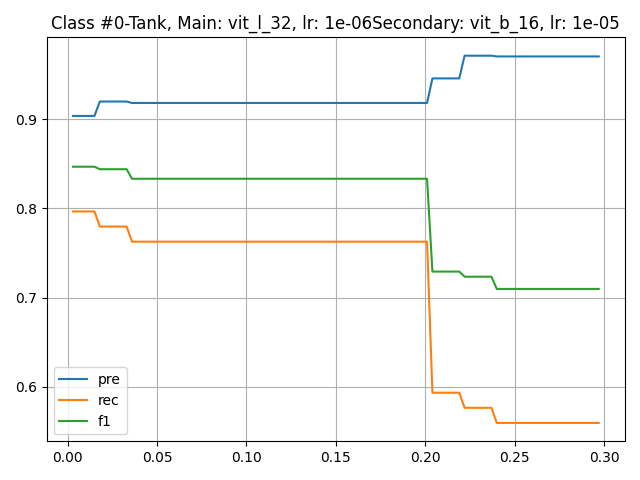 Class #0-Tank, Main: vit_l_32, lr: 1e-06Secondary: vit_b_16, lr: 1e-05
0.9
0.8
0.7
0.6
pre
rec
f1
0.00 0.05 0.10 0.15 0.20 0.25 0.30